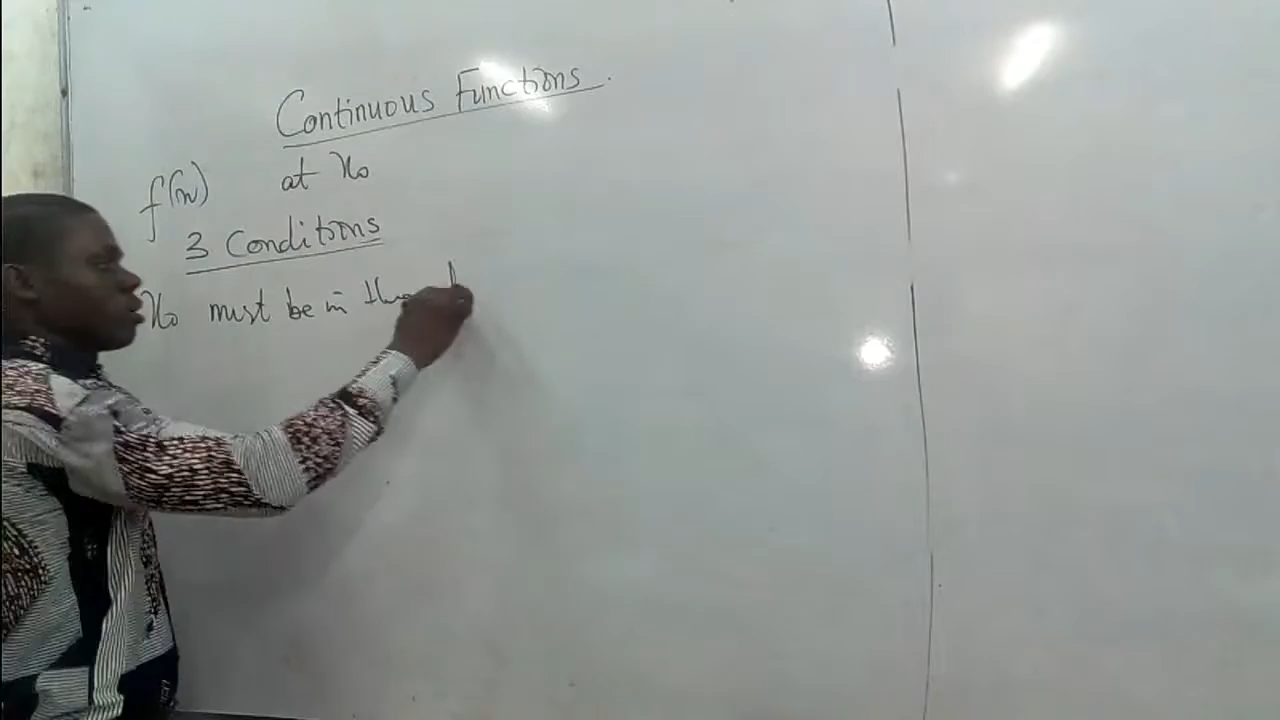 Continuous Functions.
f(x) at x₀
3 Conditions
x₀ must be in the